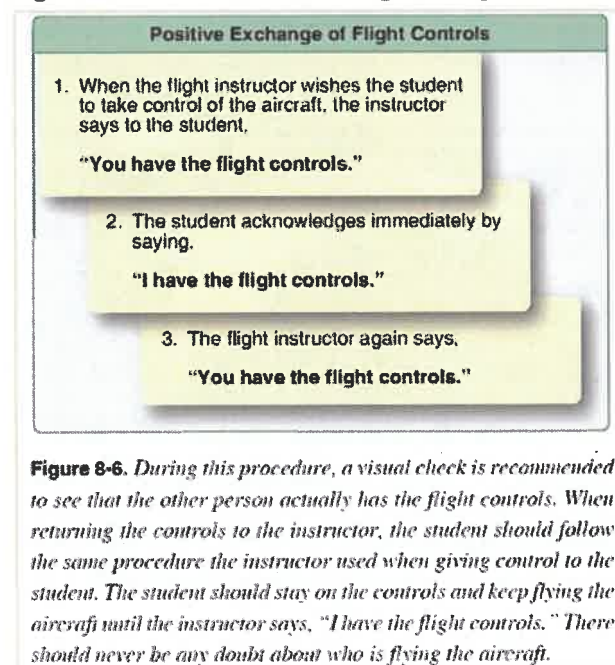 Positive Exchange of Flight Controls
1. When the flight instructor wishes the student
to take control of the aircraft, the instructor
says to the student,
"You have the flight controls."
2. The student acknowledges immediately by
saying,
"I have the flight controls."
3. The flight instructor again says,
"You have the flight controls."
Figure 8-6. During this procedure, a visual check is recommended
to see that the other person actually has the flight controls. When
returning the controls to the instructor, the student should follow
the same procedure the instructor used when giving control to the
student. The student should stay on the controls and keep flying the
aircraft until the instructor says, "I have the flight controls." There
should never be any doubt about who is flying the aircraft.